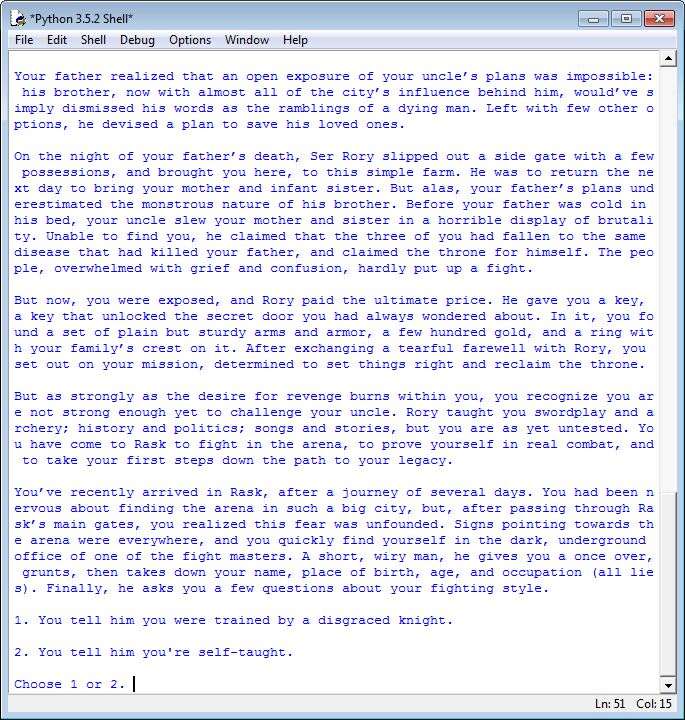 *Python 3.5.2 Shell*
File Edit Shell Debug Options Window Help
Your father realized that an open exposure of your uncle’s plans was impossible:
his brother, now with almost all of the city’s influence behind him, would’ve s
imply dismissed his words as the ramblings of a dying man. Left with few other o
ptions, he devised a plan to save his loved ones.
On the night of your father’s death, Ser Rory slipped out a side gate with a few
possessions, and brought you here, to this simple farm. He was to return the ne
xt day to bring your mother and infant sister. But alas, your father’s plans und
erestimated the monstrous nature of his brother. Before your father was cold in
his bed, your uncle slew your mother and sister in a horrible display of brutali
ty. Unable to find you, he claimed that the three of you had fallen to the same
disease that had killed your father, and claimed the throne for himself. The peo
ple, overwhelmed with grief and confusion, hardly put up a fight.
But now, you were exposed, and Rory paid the ultimate price. He gave you a key,
a key that unlocked the secret door you had always wondered about. In it, you fo
und a set of plain but sturdy arms and armor, a few hundred gold, and a ring wit
h your family’s crest on it. After exchanging a tearful farewell with Rory, you
set out on your mission, determined to set things right and reclaim the throne.
But as strongly as the desire for revenge burns within you, you recognize you ar
e not strong enough yet to challenge your uncle. Rory taught you swordplay and a
rchery; history and politics; songs and stories, but you are as yet untested. Yo
u have come to Rask to fight in the arena, to prove yourself in real combat, and
to take your first steps down the path to your legacy.
You’ve recently arrived in Rask, after a journey of several days. You had been n
ervous about finding the arena in such a big city, but, after passing through Ra
sk’s main gates, you realized this fear was unfounded. Signs pointing towards th
e arena were everywhere, and you quickly find yourself in the dark, underground
office of one of the fight masters. A short, wiry man, he gives you a once over,
grunts, then takes down your name, place of birth, age, and occupation (all lie
s). Finally, he asks you a few questions about your fighting style.
1. You tell him you were trained by a disgraced knight.
2. You tell him you're self-taught.
Choose 1 or 2.
Ln: 51 Col: 15